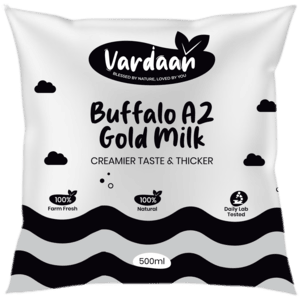 Vardaan
BLESSED BY NATURE, LOVED BY YOU
Buffalo A2
Gold Milk
CREAMIER TASTE & THICKER
100%
Farm Fresh
100%
Natural
Daily Lab
Tested
500ml